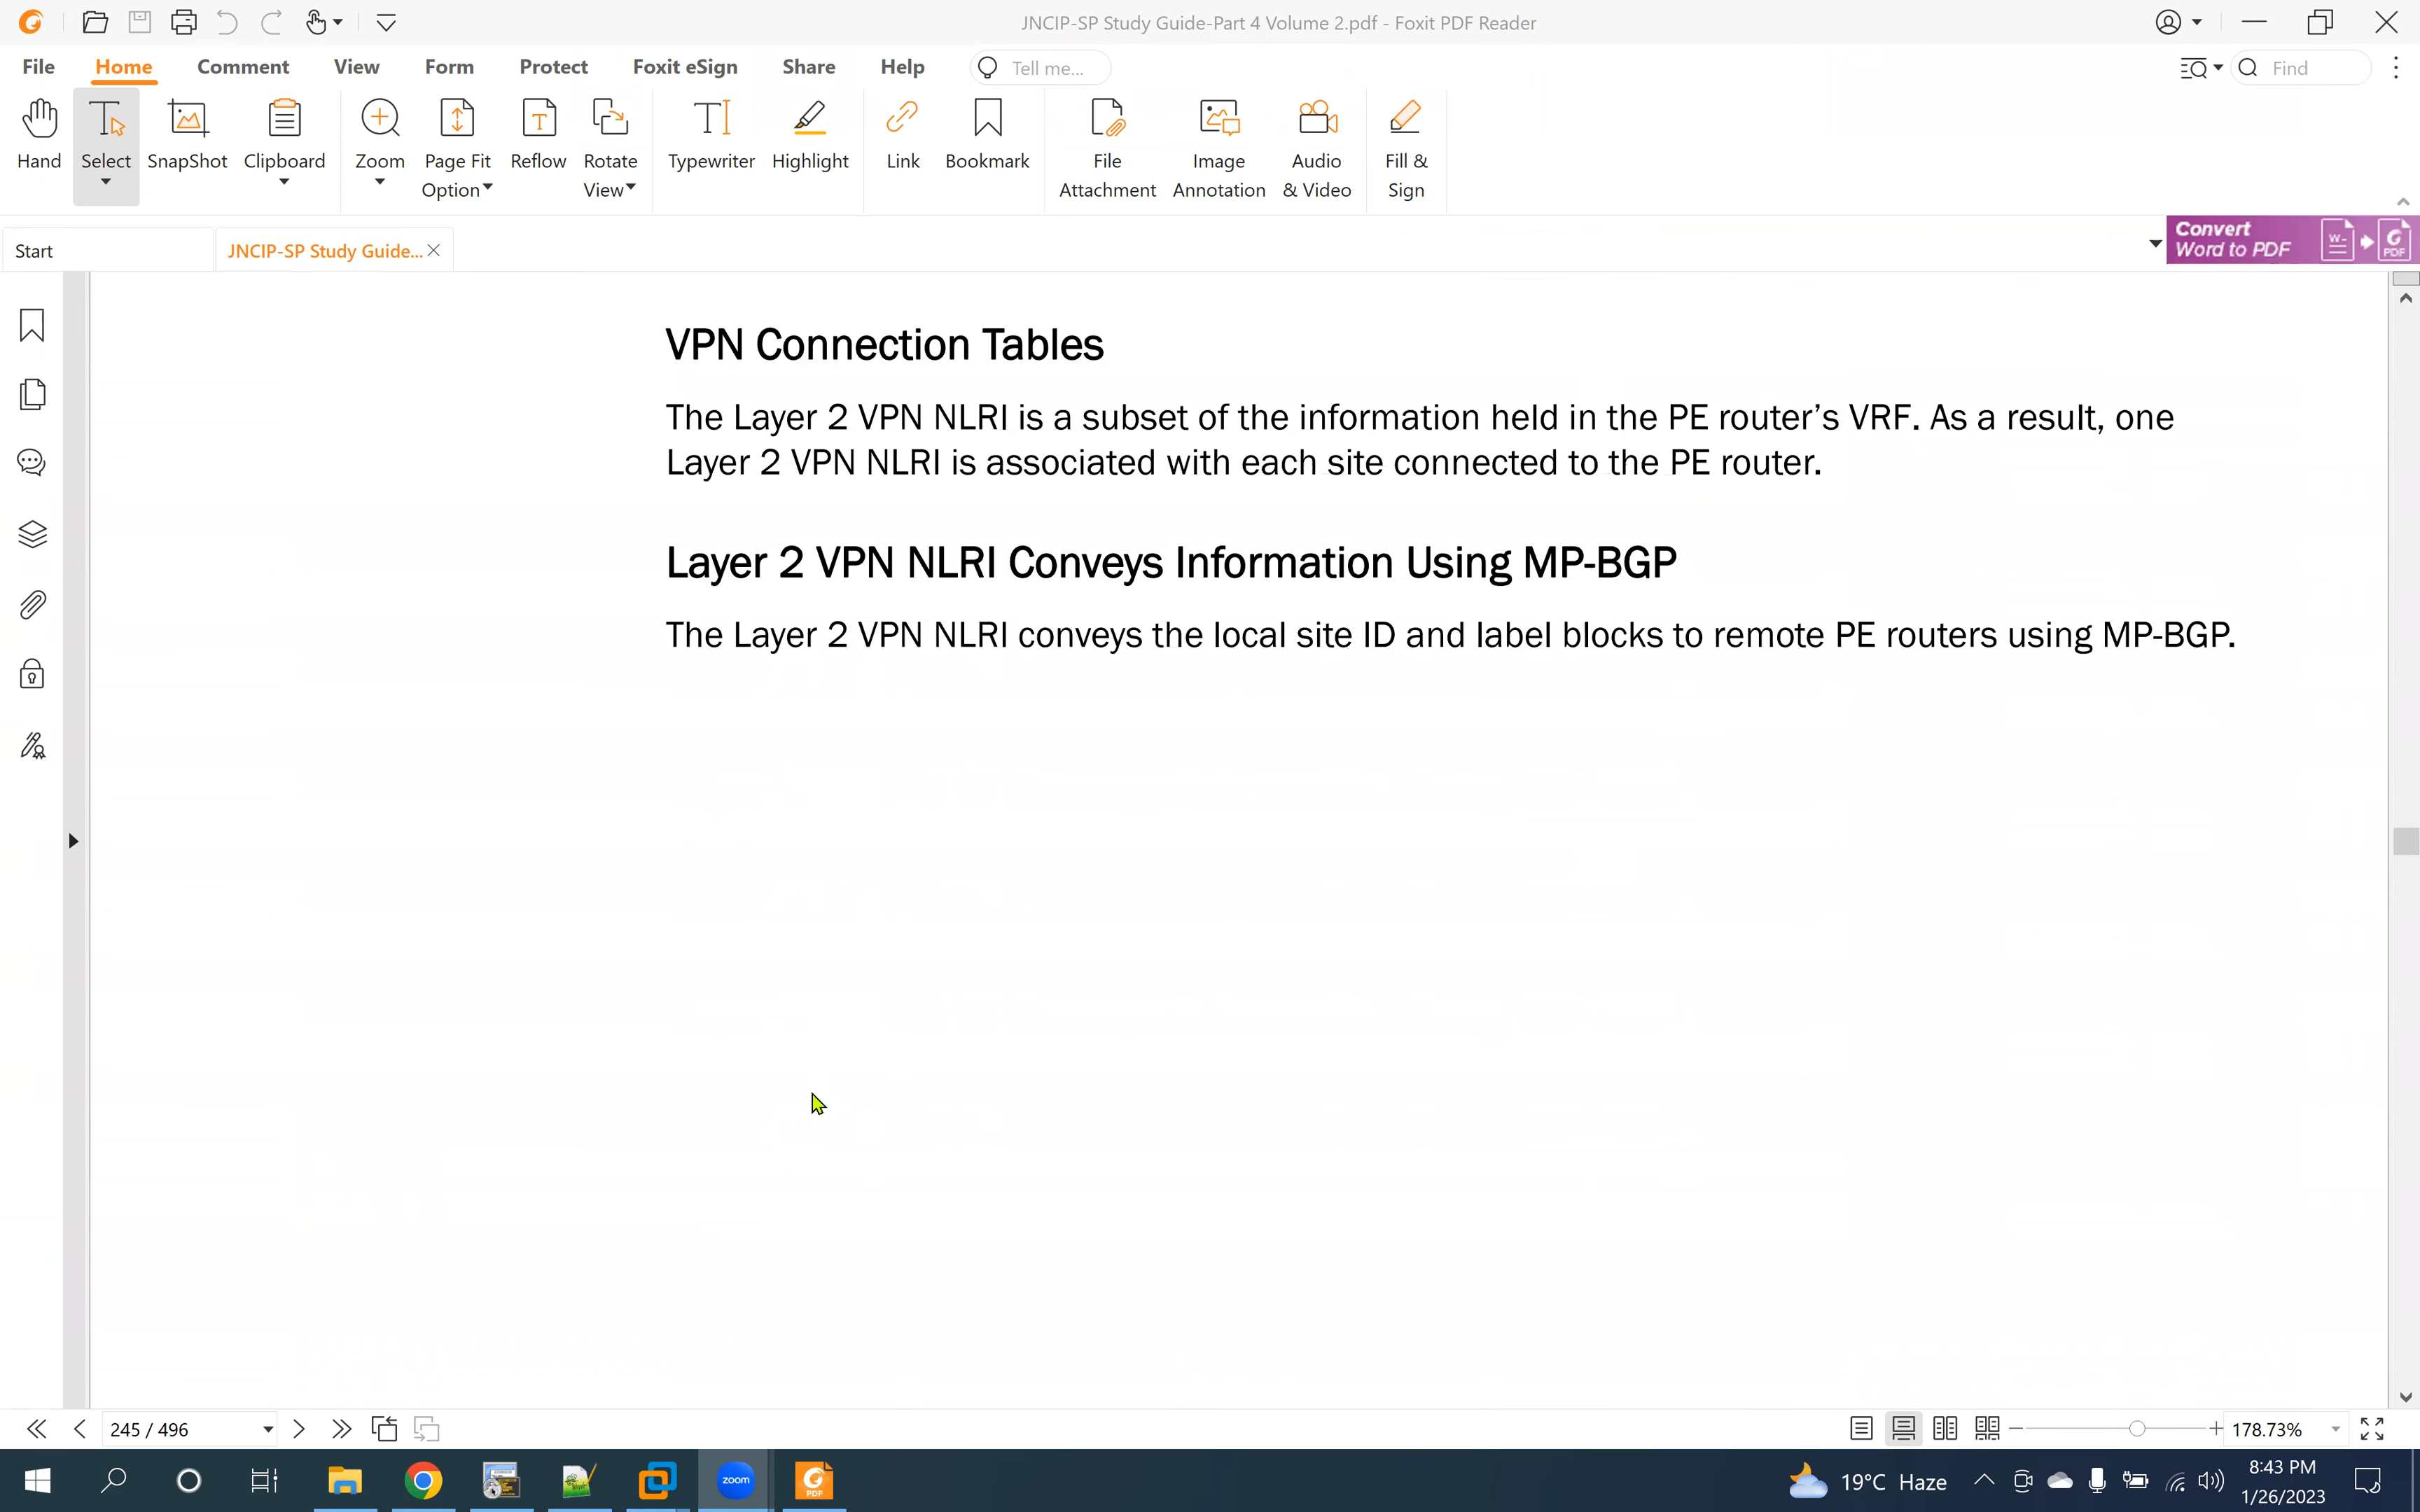 JNCIP-SP Study Guide-Part 4 Volume 2.pdf - Foxit PDF Reader
File Home Comment View Form Protect Foxit eSign Share Help Tell me... Find
Hand Select SnapShot Clipboard Zoom Page Fit Option Reflow Rotate View Typewriter Highlight Link Bookmark File Attachment Image Annotation Audio & Video Fill & Sign
Start JNCIP-SP Study Guide...
Convert
Word to PDF
VPN Connection Tables
The Layer 2 VPN NLRI is a subset of the information held in the PE router’s VRF. As a result, one
Layer 2 VPN NLRI is associated with each site connected to the PE router.
Layer 2 VPN NLRI Conveys Information Using MP-BGP
The Layer 2 VPN NLRI conveys the local site ID and label blocks to remote PE routers using MP-BGP.
245 / 496 178.73%
zoom PDF 19°C Haze 8:43 PM
1/26/2023